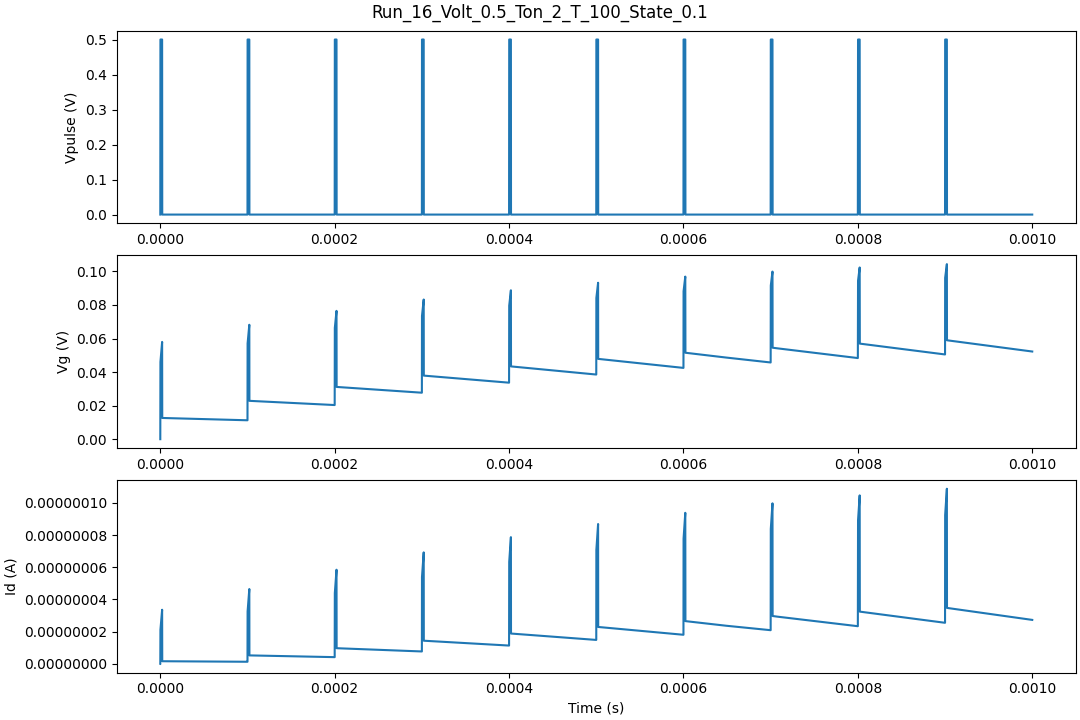 Run_16_Volt_0.5_Ton_2_T_100_State_0.1
Vpulse (V)
0.5
0.4
0.3
0.2
0.1
0.0
0.0000 0.0002 0.0004 0.0006 0.0008 0.0010
Vg (V)
0.10
0.08
0.06
0.04
0.02
0.00
0.0000 0.0002 0.0004 0.0006 0.0008 0.0010
Id (A)
0.00000010
0.00000008
0.00000006
0.00000004
0.00000002
0.00000000
0.0000 0.0002 0.0004 0.0006 0.0008 0.0010
Time (s)